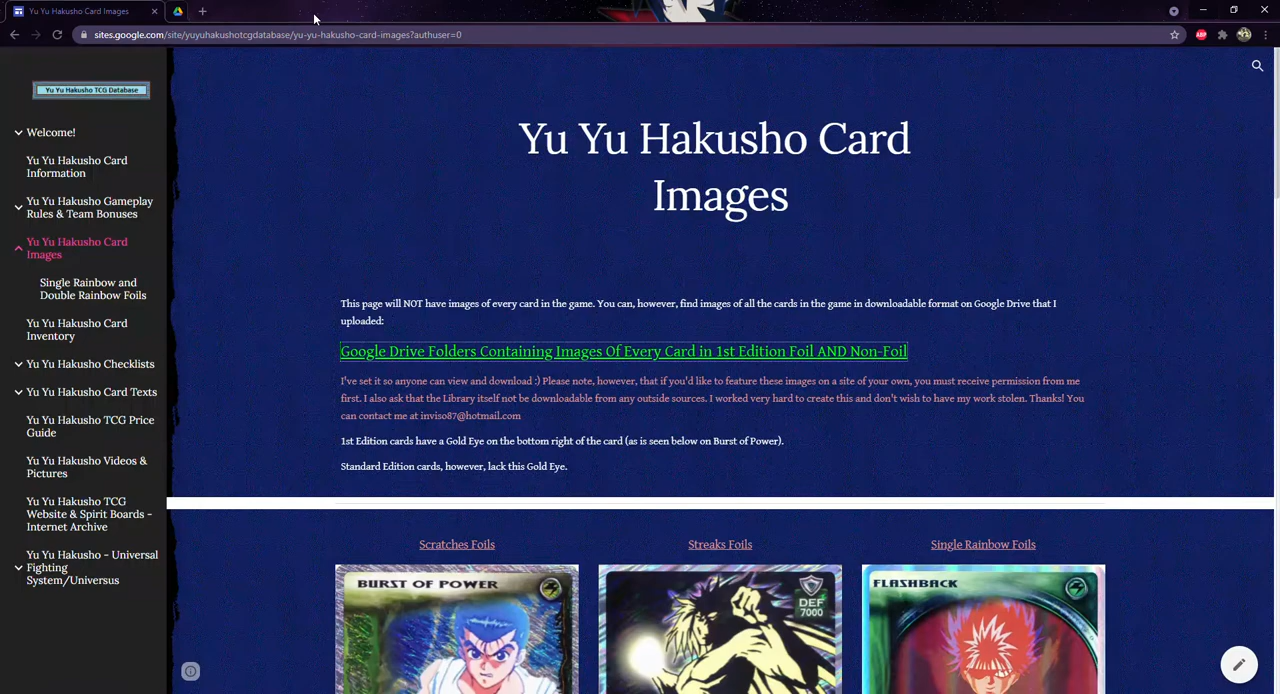 Yu Yu Hakusho Card Images
sites.google.com/site/yuyuhakushotcgdatabase/yu-yu-hakusho-card-images?authuser=0
ABP
Yu Yu Hakusho TCG Database
Welcome!
Yu Yu Hakusho Card
Information
Yu Yu Hakusho Gameplay
Rules & Team Bonuses
Yu Yu Hakusho Card
Images
Single Rainbow and
Double Rainbow Foils
Yu Yu Hakusho Card
Inventory
Yu Yu Hakusho Checklists
Yu Yu Hakusho Card Texts
Yu Yu Hakusho TCG Price
Guide
Yu Yu Hakusho Videos &
Pictures
Yu Yu Hakusho TCG
Website & Spirit Boards -
Internet Archive
Yu Yu Hakusho - Universal
Fighting
System/Universus
Yu Yu Hakusho Card
Images
This page will NOT have images of every card in the game. You can, however, find images of all the cards in the game in downloadable format on Google Drive that I
uploaded:
Google Drive Folders Containing Images Of Every Card in 1st Edition Foil AND Non-Foil
I've set it so anyone can view and download :) Please note, however, that if you'd like to feature these images on a site of your own, you must receive permission from me
first. I also ask that the Library itself not be downloadable from any outside sources. I worked very hard to create this and don't wish to have my work stolen. Thanks! You
can contact me at inviso87@hotmail.com
1st Edition cards have a Gold Eye on the bottom right of the card (as is seen below on Burst of Power).
Standard Edition cards, however, lack this Gold Eye.
Scratches Foils
Streaks Foils
Single Rainbow Foils
BURST OF POWER
DEF
7000
FLASHBACK